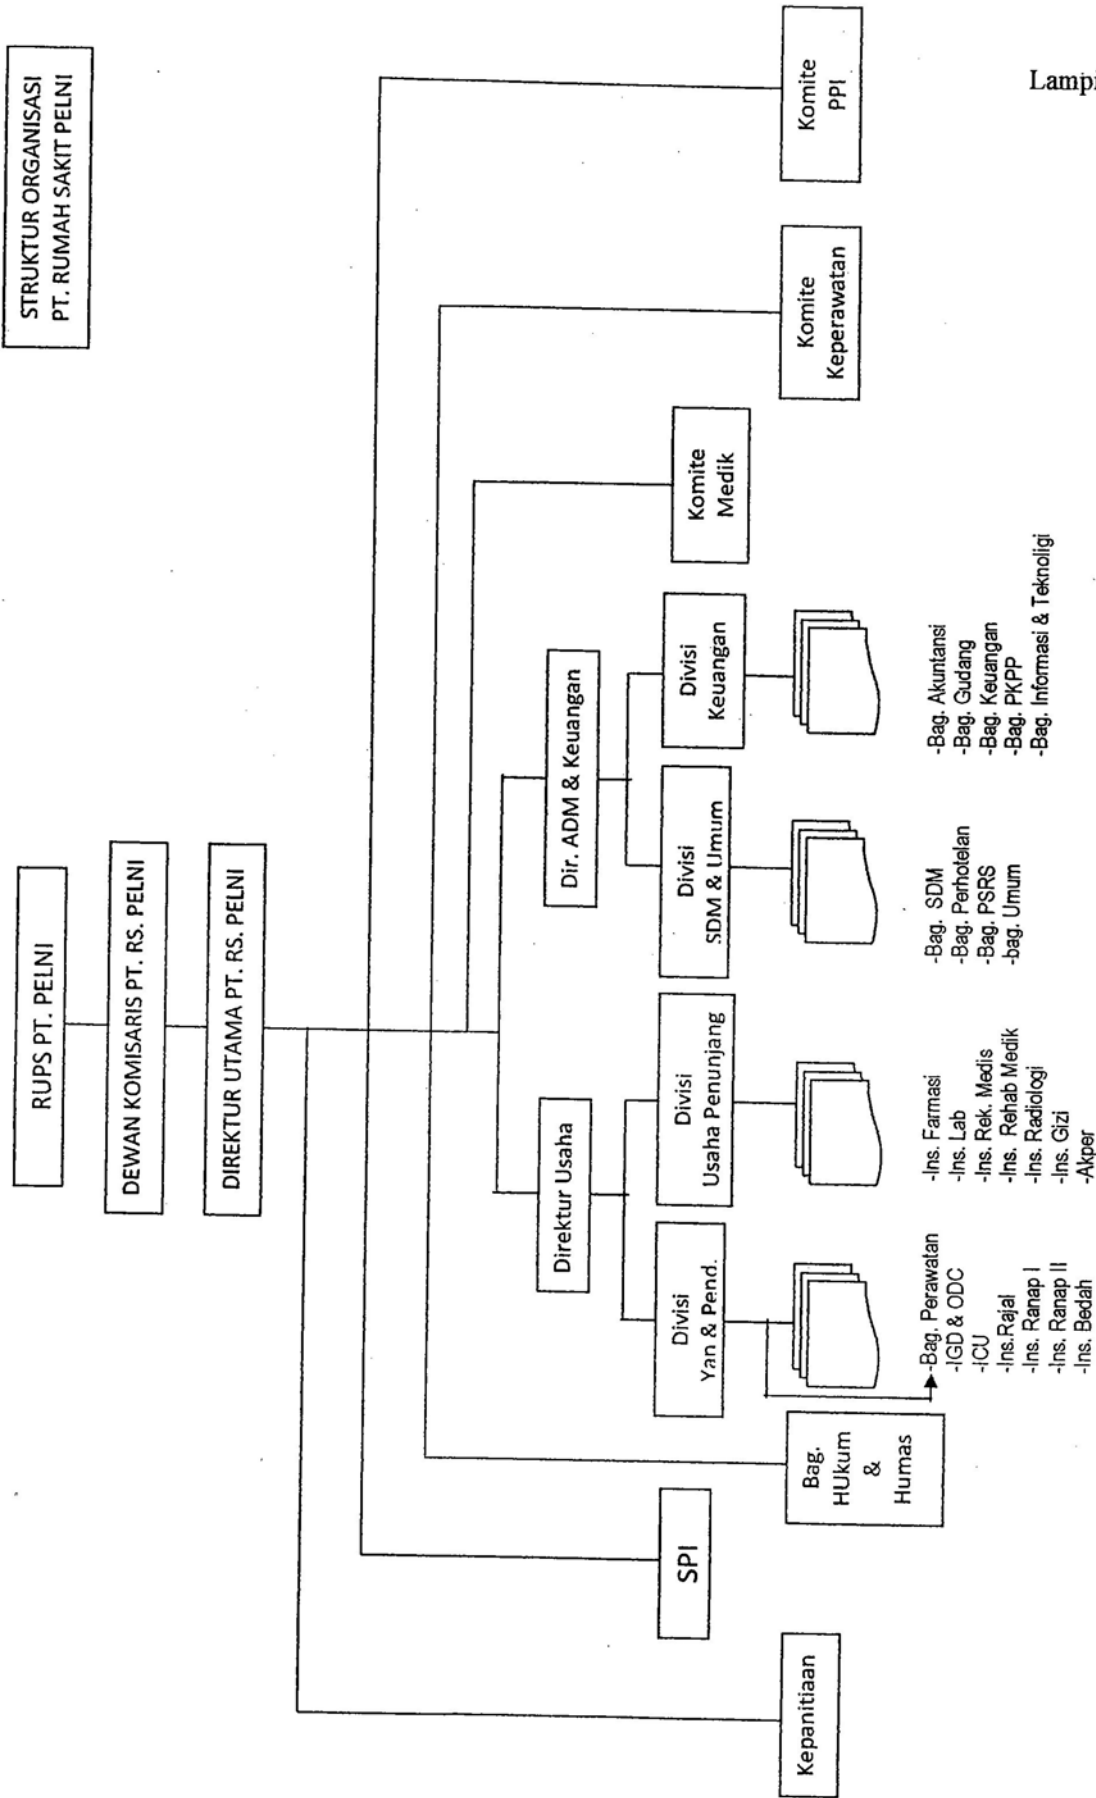 STRUKTUR ORGANISASI
PT. RUMAH SAKIT PELNI
RUPS PT. PELNI
DEWAN KOMISARIS PT. RS. PELNI
DIREKTUR UTAMA PT. RS. PELNI
Direktur Usaha
Dir. ADM & Keuangan
Kepanitiaan
SPI
Bag.
HUkum
&
Humas
Divisi
Yan & Pend.
Divisi
Usaha Penunjang
Divisi
SDM & Umum
Divisi
Keuangan
Komite
Medik
Komite
Keperawatan
Komite
PPI
-Bag. Perawatan
-IGD & ODC
-ICU
-Ins.Rajal
-Ins. Ranap I
-Ins. Ranap II
-Ins. Bedah
-Ins. Farmasi
-Ins. Lab
-Ins. Rek. Medis
-Ins. Rehab Medik
-Ins. Radiologi
-Ins. Gizi
-Akper
-Bag. SDM
-Bag. Perhotelan
-Bag. PSRS
-bag. Umum
-Bag. Akuntansi
-Bag. Gudang
-Bag. Keuangan
-Bag. PKPP
-Bag. Informasi & Teknoligi
Lampi